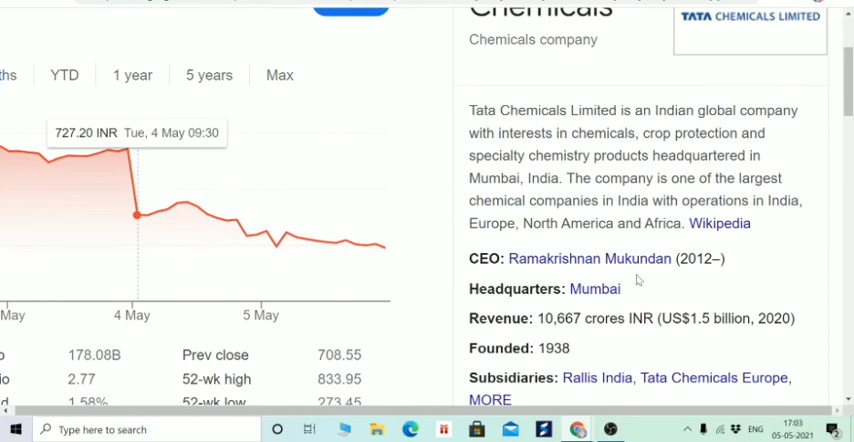 Chemicals
TATA CHEMICALS LIMITED
Chemicals company
ths YTD 1 year 5 years Max
727.20 INR Tue, 4 May 09:30
May 4 May 5 May
o 178.08B Prev close 708.55
io 2.77 52-wk high 833.95
d 1.58% 52-wk low 273.45
Tata Chemicals Limited is an Indian global company
with interests in chemicals, crop protection and
specialty chemistry products headquartered in
Mumbai, India. The company is one of the largest
chemical companies in India with operations in India,
Europe, North America and Africa. Wikipedia
CEO: Ramakrishnan Mukundan (2012–)
Headquarters: Mumbai
Revenue: 10,667 crores INR (US$1.5 billion, 2020)
Founded: 1938
Subsidiaries: Rallis India, Tata Chemicals Europe,
MORE
Type here to search
ENG
17:03
05-05-2021
2